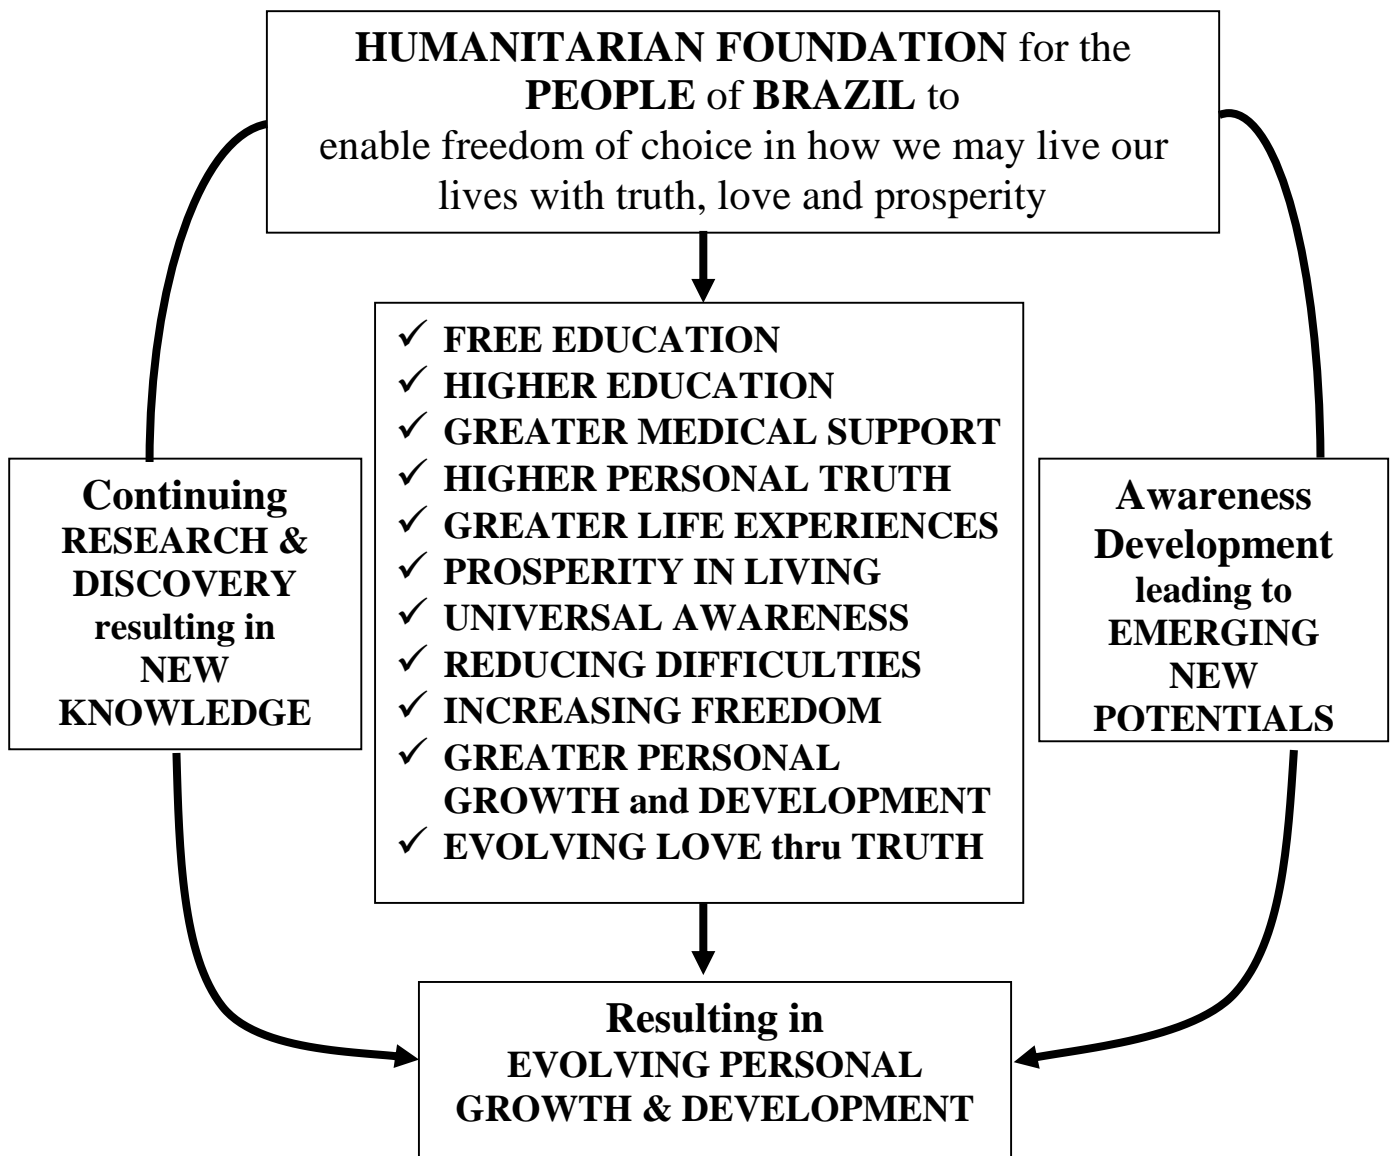 HUMANITARIAN FOUNDATION for the
PEOPLE of BRAZIL to
enable freedom of choice in how we may live our
lives with truth, love and prosperity
✓ FREE EDUCATION
✓ HIGHER EDUCATION
✓ GREATER MEDICAL SUPPORT
✓ HIGHER PERSONAL TRUTH
✓ GREATER LIFE EXPERIENCES
✓ PROSPERITY IN LIVING
✓ UNIVERSAL AWARENESS
✓ REDUCING DIFFICULTIES
✓ INCREASING FREEDOM
✓ GREATER PERSONAL
GROWTH and DEVELOPMENT
✓ EVOLVING LOVE thru TRUTH
Continuing
RESEARCH &
DISCOVERY
resulting in
NEW
KNOWLEDGE
Awareness
Development
leading to
EMERGING
NEW
POTENTIALS
Resulting in
EVOLVING PERSONAL
GROWTH & DEVELOPMENT